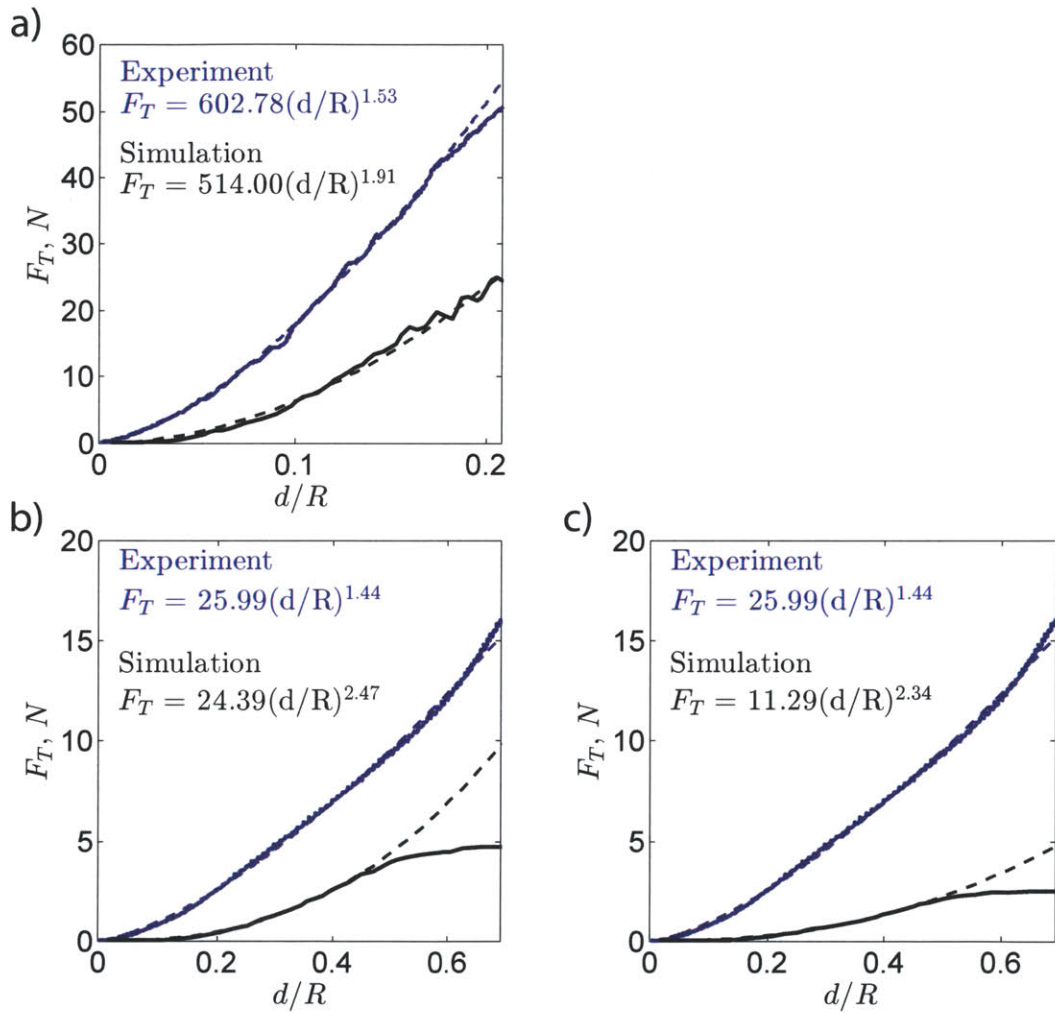 a)
60
50
40
30
20
10
0
F_T, N
Experiment
F_T = 602.78(d/R)^1.53
Simulation
F_T = 514.00(d/R)^1.91
0 0.1 0.2
d/R
b)
20
15
10
5
0
F_T, N
Experiment
F_T = 25.99(d/R)^1.44
Simulation
F_T = 24.39(d/R)^2.47
0 0.2 0.4 0.6
d/R
c)
20
15
10
5
0
F_T, N
Experiment
F_T = 25.99(d/R)^1.44
Simulation
F_T = 11.29(d/R)^2.34
0 0.2 0.4 0.6
d/R